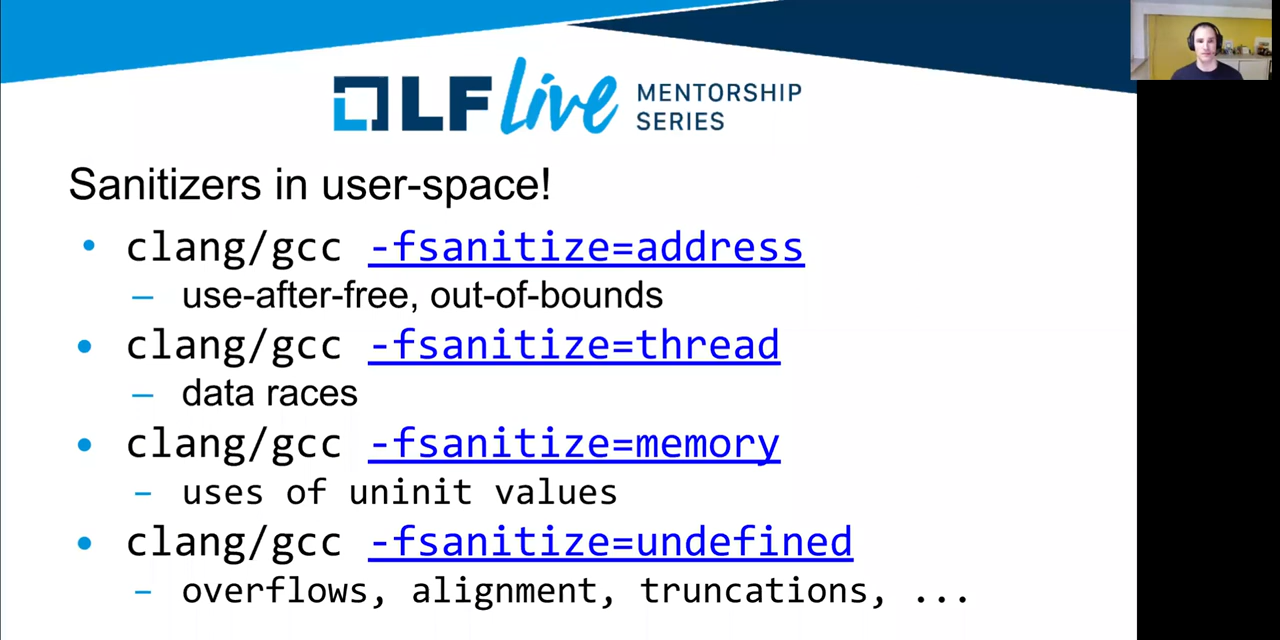 LF Live MENTORSHIP
SERIES
Sanitizers in user-space!
• clang/gcc -fsanitize=address
– use-after-free, out-of-bounds
• clang/gcc -fsanitize=thread
– data races
• clang/gcc -fsanitize=memory
– uses of uninit values
• clang/gcc -fsanitize=undefined
– overflows, alignment, truncations, ...